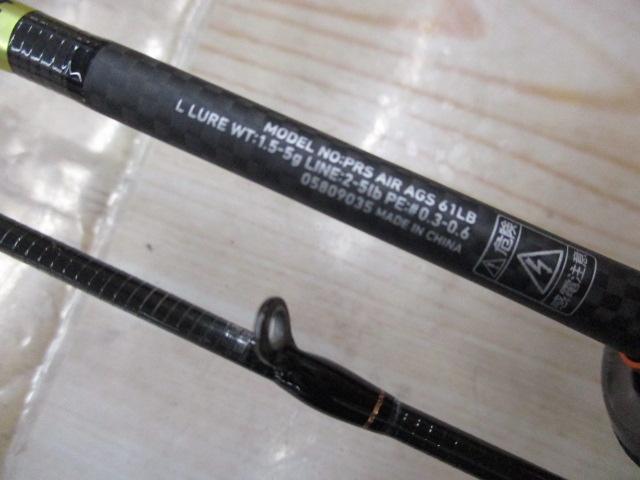 MODEL NO:PRS AIR AGS 61LB
L LURE WT:1.5-5g LINE:2-5lb PE:#0.3-0.6
05809035 MADE IN CHINA
危険
感電注意